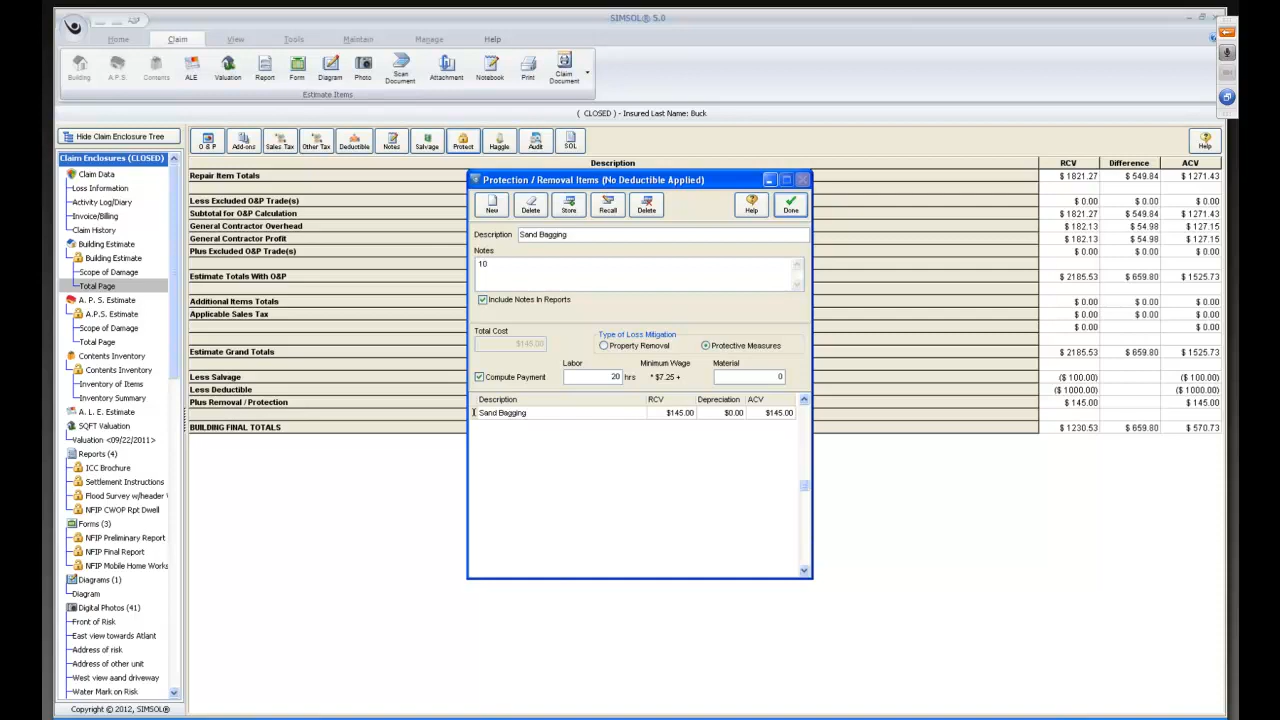 SIMSOL® 5.0
Home Claim View Tools Maintain Manage Help
Building A.P.S. Contents ALE Valuation Report Form Diagram Photo Scan Document Attachment Notebook Print Claim Document
Estimate Items
( CLOSED ) - Insured Last Name: Buck
Hide Claim Enclosure Tree
O & P Add-ons Sales Tax Other Tax Deductible Notes Salvage Protect Haggle Audit SOL Help
Claim Enclosures (CLOSED)
Claim Data
Loss Information
Activity Log/Diary
Invoice/Billing
Claim History
Building Estimate
Building Estimate
Scope of Damage
Total Page
A. P. S. Estimate
A.P.S. Estimate
Scope of Damage
Total Page
Contents Inventory
Contents Inventory
Inventory of Items
Inventory Summary
A. L. E. Estimate
SQFT Valuation
Valuation <09/22/2011>
Reports (4)
ICC Brochure
Settlement Instructions
Flood Survey w/header
NFIP CWOP Rpt Dwell
Forms (3)
NFIP Preliminary Report
NFIP Final Report
NFIP Mobile Home Works
Diagrams (1)
Diagram
Digital Photos (41)
Front of Risk
East view towards Atlant
Address of risk
Address of other unit
West view aand driveway
Water Mark on Risk
Copyright © 2012, SIMSOL®
Description RCV Difference ACV
Repair Item Totals $ 1821.27 $ 549.84 $ 1271.43
Less Excluded O&P Trade(s) $ 0.00 $ 0.00 $ 0.00
Subtotal for O&P Calculation $ 1821.27 $ 549.84 $ 1271.43
General Contractor Overhead $ 182.13 $ 54.98 $ 127.15
General Contractor Profit $ 182.13 $ 54.98 $ 127.15
Plus Excluded O&P Trade(s) $ 0.00 $ 0.00 $ 0.00
Estimate Totals With O&P $ 2185.53 $ 659.80 $ 1525.73
Additional Items Totals $ 0.00 $ 0.00 $ 0.00
Applicable Sales Tax $ 0.00 $ 0.00 $ 0.00
$ 0.00 $ 0.00
Estimate Grand Totals $ 2185.53 $ 659.80 $ 1525.73
Less Salvage ($ 100.00) ($ 100.00)
Less Deductible ($ 1000.00) ($ 1000.00)
Plus Removal / Protection $ 145.00 $ 145.00
BUILDING FINAL TOTALS $ 1230.53 $ 659.80 $ 570.73
Protection / Removal Items (No Deductible Applied)
New Delete Store Recall Delete Help Done
Description Sand Bagging
Notes
10
Include Notes In Reports
Total Cost
$145.00
Type of Loss Mitigation
Property Removal Protective Measures
Labor Minimum Wage Material
Compute Payment 20 hrs * $7.25 + 0
Description RCV Depreciation ACV
Sand Bagging $145.00 $0.00 $145.00